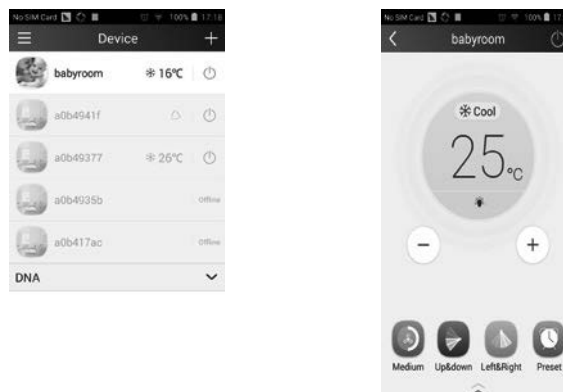 No SIM Card 100% 17:18
Device
babyroom 16℃
a0b4941f
a0b49377 26℃
a0b4935b Offline
a0b417ac Offline
DNA
No SIM Card 100%
babyroom
Cool
25℃
Medium Up&down Left&Right Preset